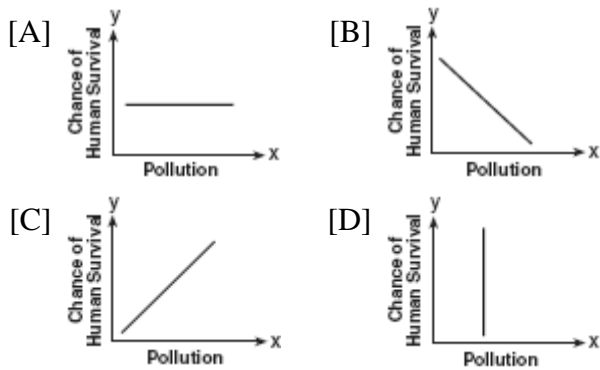 [A]
y
Chance of
Human Survival
x
Pollution
[B]
y
Chance of
Human Survival
x
Pollution
[C]
y
Chance of
Human Survival
x
Pollution
[D]
y
Chance of
Human Survival
x
Pollution